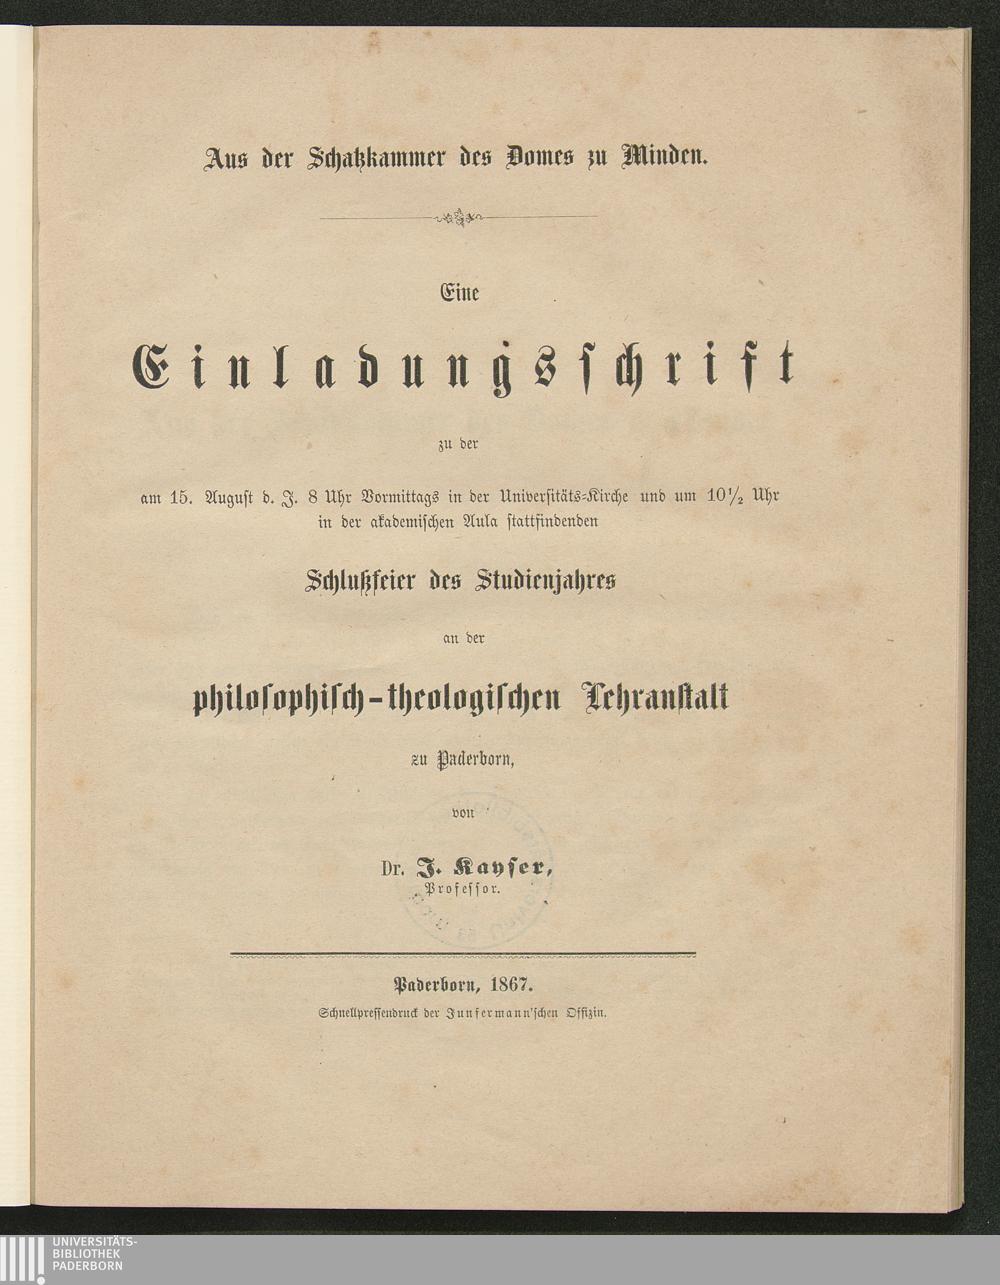 Aus der Schatzkammer des Domes zu Minden.
Eine
Einladungsschrift
zu der
am 15. August d. J. 8 Uhr Vormittags in der Universitäts-Kirche und um 10½ Uhr
in der akademischen Aula stattfindenden
Schlußfeier des Studienjahres
an der
philosophisch-theologischen Lehranstalt
zu Paderborn,
von
Dr. J. Kayser,
Professor.
Paderborn, 1867.
Schnellpressendruck der Junfermann'schen Offizin.
UNIVERSITÄTS-
BIBLIOTHEK
PADERBORN